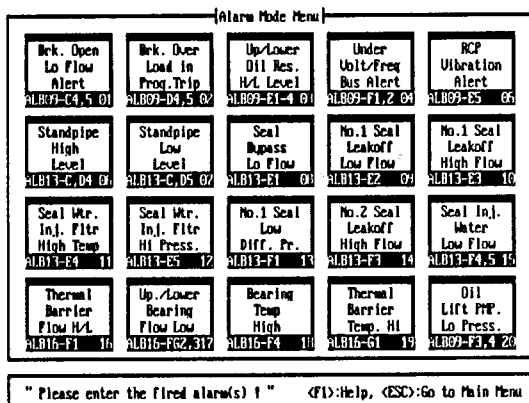 Alarm Mode Menu
Brk. Open
Lo Flow
Alert
ALB09-C4,5 01
Brk. Over
Load in
Prog.Trip
ALB09-D4,5 02
Up/Lower
Oil Res.
H/L Level
ALB09-E1-4 03
Under
Volt/Freq
Bus Alert
ALB09-F1,2 04
RCP
Vibration
Alert
ALB09-E5 05
Standpipe
High
Level
ALB13-C,D4 06
Standpipe
Low
Level
ALB13-C,D5 07
Seal
Bypass
Lo Flow
ALB13-E1 08
No.1 Seal
Leakoff
Low Flow
ALB13-E2 09
No.1 Seal
Leakoff
High Flow
ALB13-E3 10
Seal Wtr.
Inj. Fltr
High Temp
ALB13-E4 11
Seal Wtr.
Inj. Fltr
Hi Press.
ALB13-E5 12
No.1 Seal
Low
Diff. Pr.
ALB13-F1 13
No.2 Seal
Leakoff
High Flow
ALB13-F3 14
Seal Inj.
Water
Low Flow
ALB13-F4,5 15
Thermal
Barrier
Flow H/L
ALB16-F1 16
Up./Lower
Bearing
Flow Low
ALB16-FG2,317
Bearing
Temp
High
ALB16-F4 18
Thermal
Barrier
Temp. Hi
ALB16-G1 19
Oil
Lift PMP.
Lo Press.
ALB09-F3,4 20
" Please enter the fired alarm(s) ! " <F1>:Help, <ESC>:Go to Main Menu